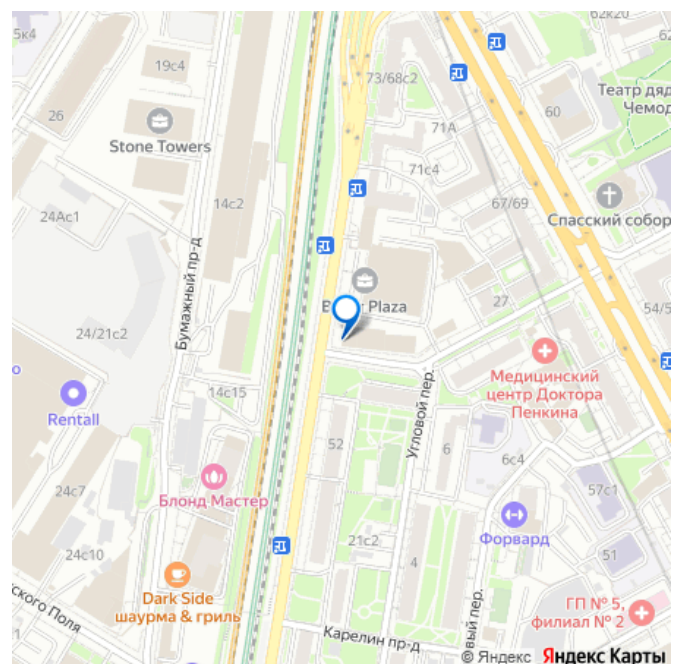 5к4
62к20
19с4
73/68с2
Театр дяд
Чемод
26
60
71А
Stone Towers
71с4
14с2
67/69
Спасский собор
24Ас1
Бумажный пр-д
Plaza
27
54/5
24/21с2
о
14с15
Медицинский
центр Доктора
Пенкина
Rentall
Угловой пер.
52
6
6с4
Блонд Мастер
24с7
57с1
Форвард
21с2
24с10
4
51
Dark Side
шаурма & гриль
ского Поля
вый пер.
ГП № 5,
филиал № 2
Карелин пр-д
© Яндекс Яндекс Карты